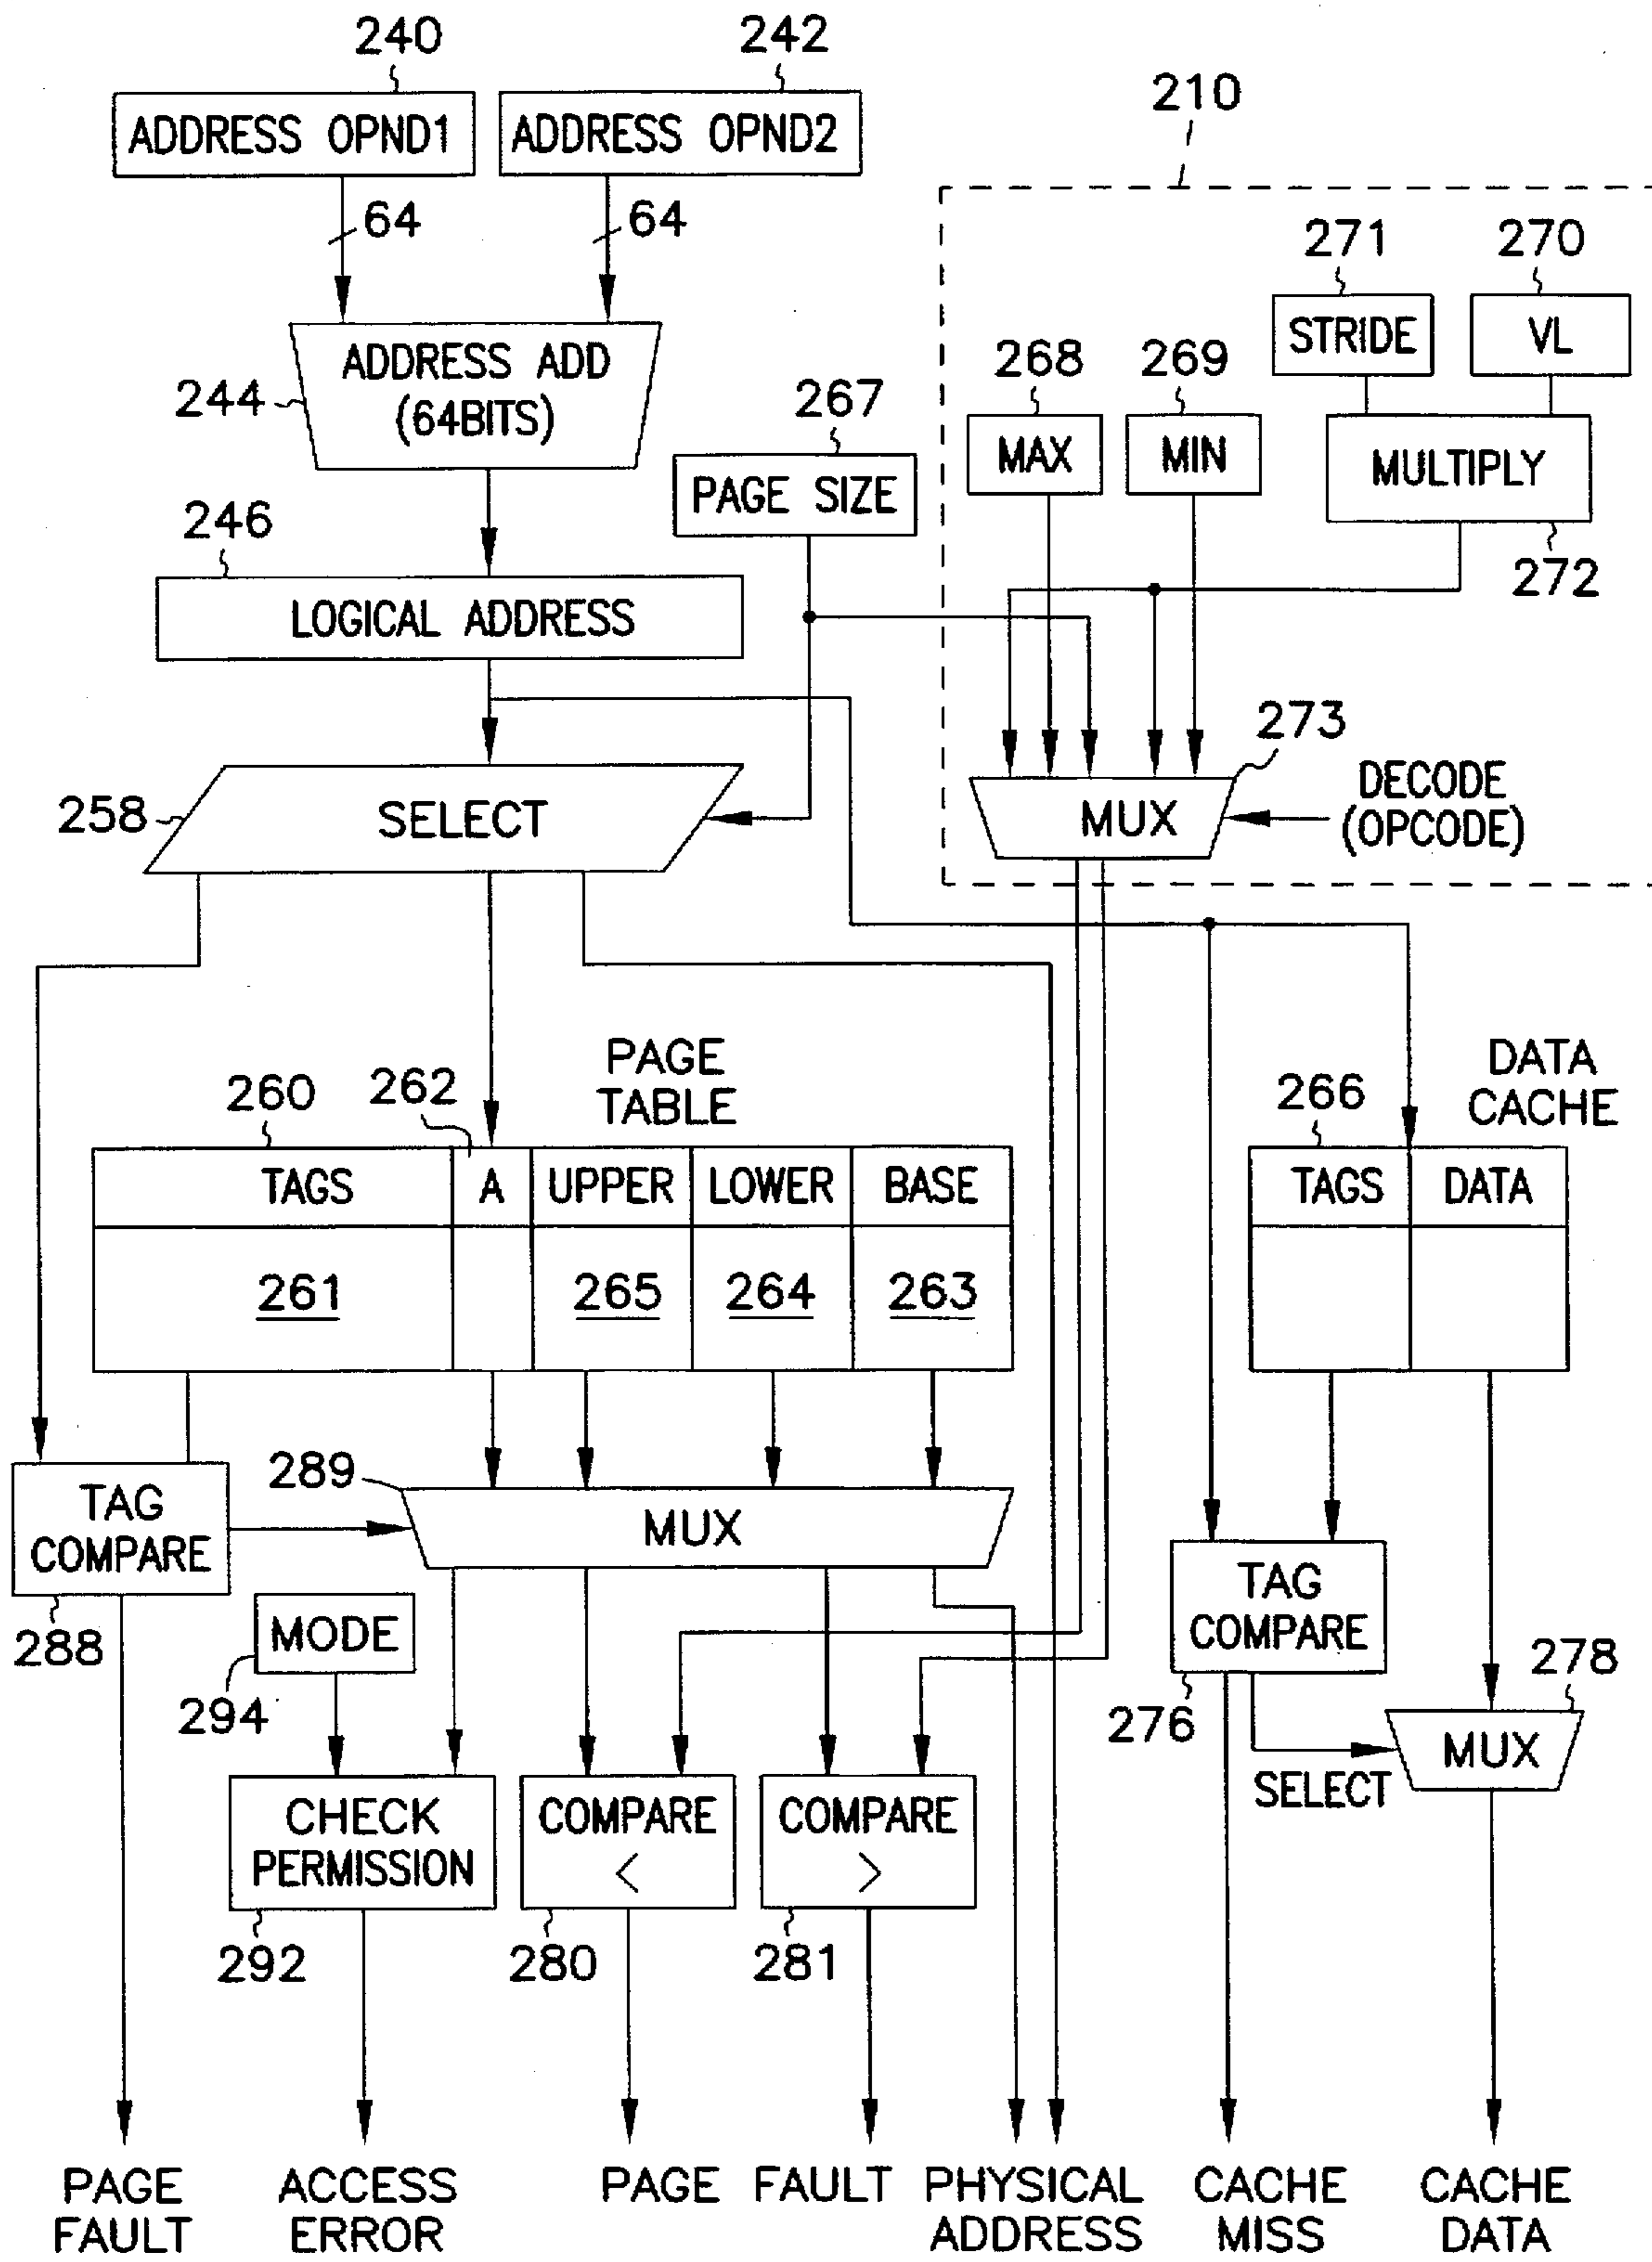 240
242
210
ADDRESS OPND1
ADDRESS OPND2
64
64
271
270
STRIDE
VL
ADDRESS ADD
(64BITS)
244
268
269
267
MAX
MIN
MULTIPLY
PAGE SIZE
246
272
LOGICAL ADDRESS
273
258
SELECT
MUX
DECODE
(OPCODE)
PAGE
TABLE
260
262
DATA
CACHE
266
TAGS
A
UPPER
LOWER
BASE
TAGS
DATA
261
265
264
263
289
TAG
COMPARE
MUX
288
MODE
294
TAG
COMPARE
276
278
SELECT
MUX
CHECK
PERMISSION
COMPARE
<
COMPARE
>
292
280
281
PAGE
FAULT
ACCESS
ERROR
PAGE FAULT
PHYSICAL
ADDRESS
CACHE
MISS
CACHE
DATA